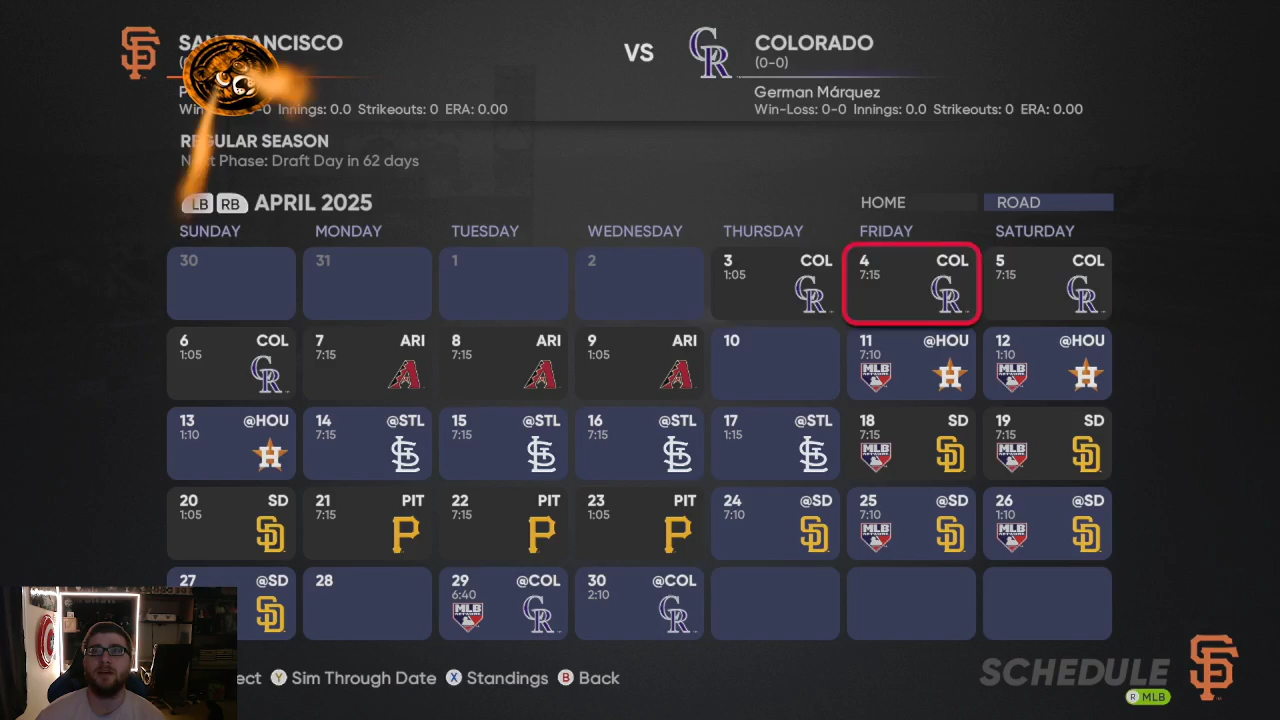 SAN FRANCISCO
VS
COLORADO
(0-0)
German Márquez
-0 Innings: 0.0 Strikeouts: 0 ERA: 0.00
Win-Loss: 0-0 Innings: 0.0 Strikeouts: 0 ERA: 0.00
REGULAR SEASON
Next Phase: Draft Day in 62 days
LB RB APRIL 2025
HOME ROAD
SUNDAY MONDAY TUESDAY WEDNESDAY THURSDAY FRIDAY SATURDAY
30 31 1 2 3 COL 4 COL 5 COL
1:05 7:15 7:15
6 COL 7 ARI 8 ARI 9 ARI 10 11 @HOU 12 @HOU
1:05 7:15 7:15 1:05 7:10 1:10
13 @HOU 14 @STL 15 @STL 16 @STL 17 @STL 18 SD 19 SD
1:10 7:15 7:15 7:15 1:15 7:15 7:15
20 SD 21 PIT 22 PIT 23 PIT 24 @SD 25 @SD 26 @SD
1:05 7:15 7:15 1:05 7:10 7:10 1:10
27 @SD 28 29 @COL 30 @COL
6:40 2:10
ect Y Sim Through Date X Standings B Back
SCHEDULE
R MLB